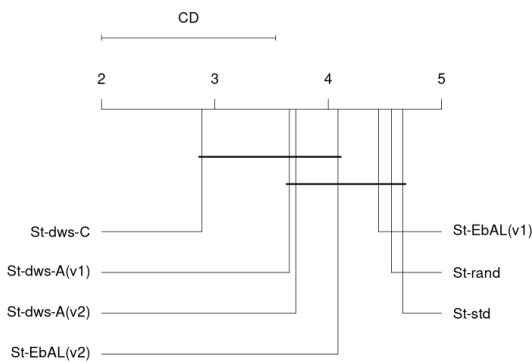 CD
2 3 4 5
St-dws-C
St-dws-A(v1)
St-dws-A(v2)
St-EbAL(v2)
St-EbAL(v1)
St-rand
St-std